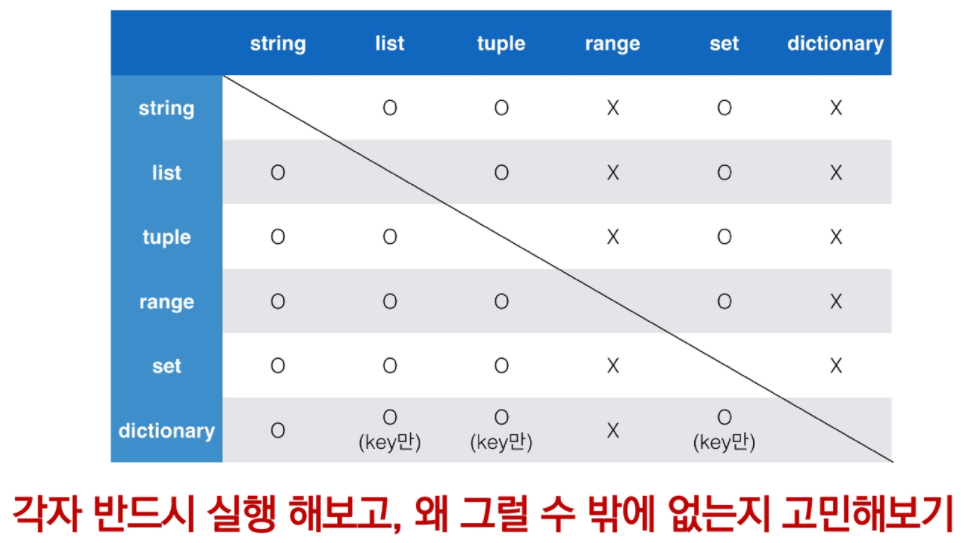 string list tuple range set dictionary
string O O X O X
list O O X O X
tuple O O X O X
range O O O O X
set O O O X X
dictionary O O O X O
(key만) (key만) (key만)
각자 반드시 실행 해보고, 왜 그럴 수 밖에 없는지 고민해보기